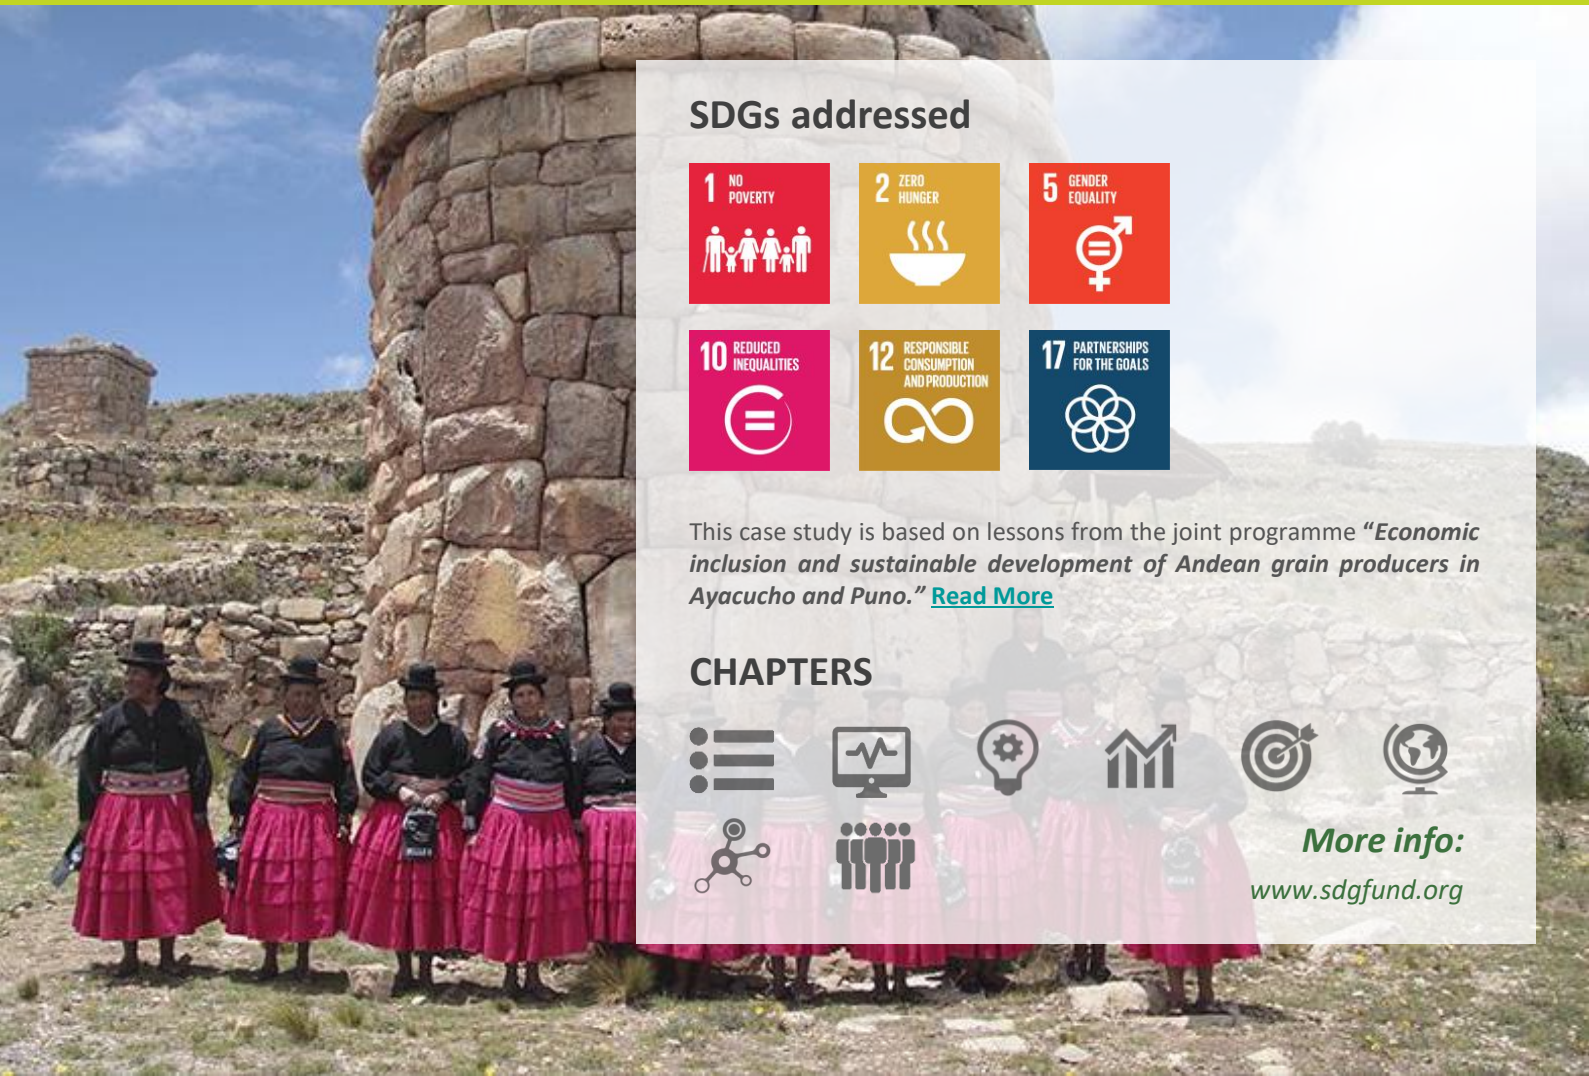 SDGs addressed
1 NO POVERTY
2 ZERO HUNGER
5 GENDER EQUALITY
10 REDUCED INEQUALITIES
12 RESPONSIBLE CONSUMPTION AND PRODUCTION
17 PARTNERSHIPS FOR THE GOALS
This case study is based on lessons from the joint programme “Economic
inclusion and sustainable development of Andean grain producers in
Ayacucho and Puno.” Read More
CHAPTERS
More info:
www.sdgfund.org